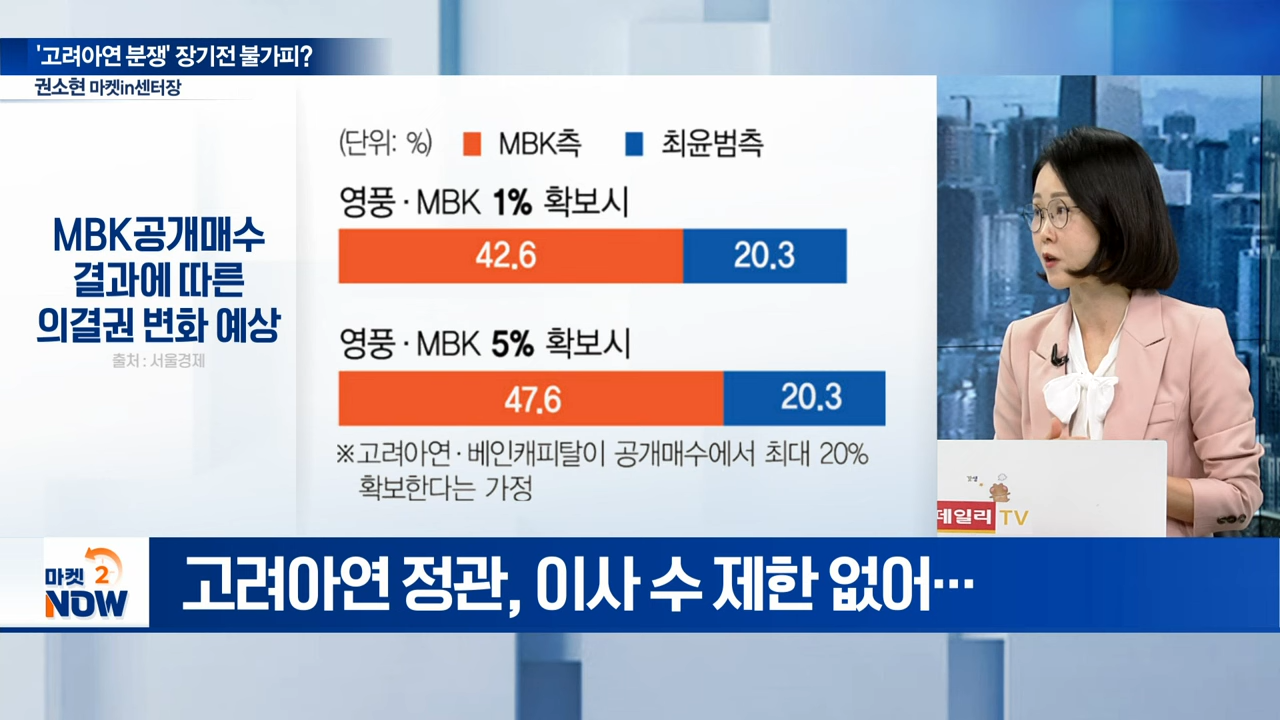 '고려아연 분쟁' 장기전 불가피?
권소현 마켓in센터장
MBK공개매수
결과에 따른
의결권 변화 예상
출처 : 서울경제
(단위: %) MBK측 최윤범측
영풍·MBK 1% 확보시
42.6 20.3
영풍·MBK 5% 확보시
47.6 20.3
※고려아연·베인캐피탈이 공개매수에서 최대 20%
확보한다는 가정
데일리 TV
마켓 2
NOW
고려아연 정관, 이사 수 제한 없어…